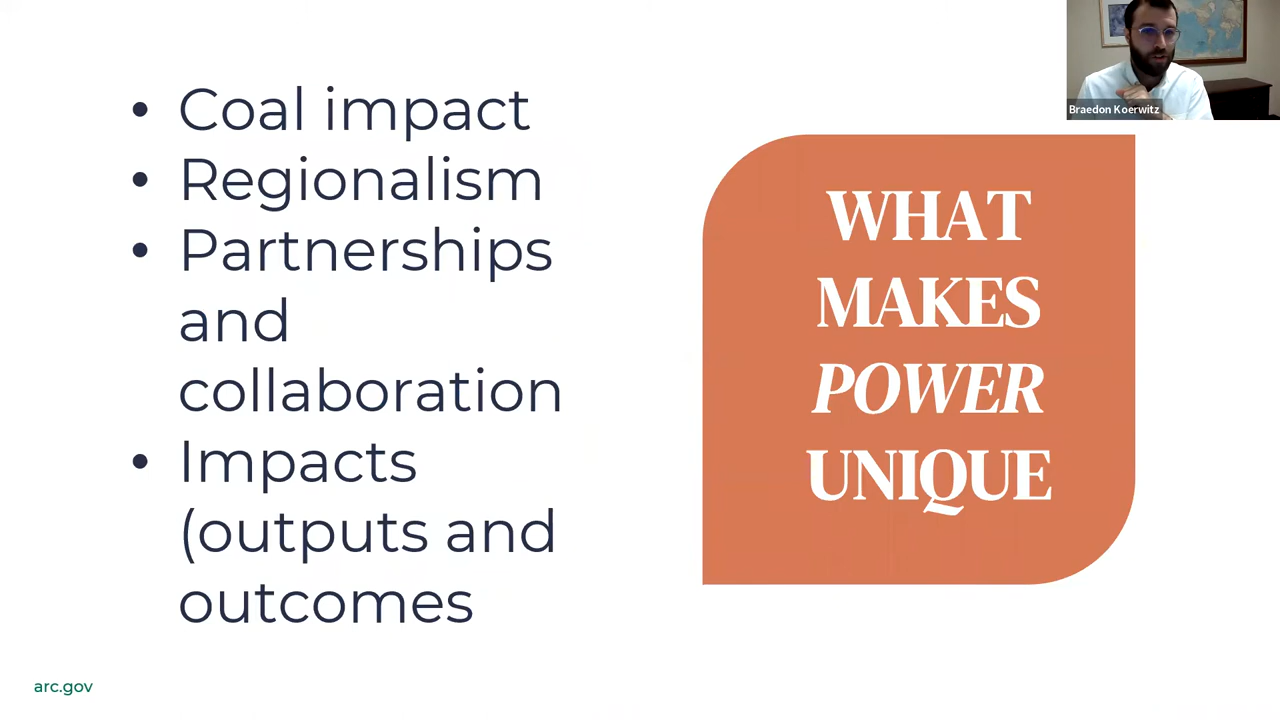 • Coal impact
• Regionalism
• Partnerships
and
collaboration
• Impacts
(outputs and
outcomes
WHAT
MAKES
POWER
UNIQUE
Braedon Koerwitz
arc.gov